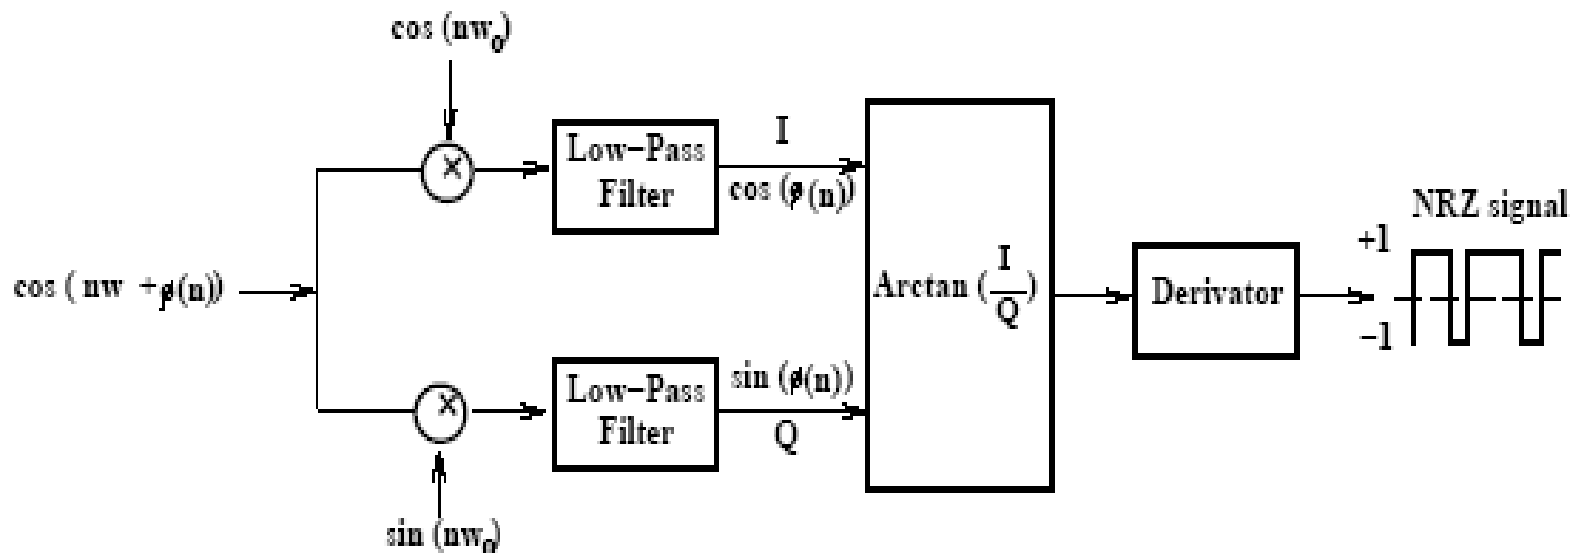 cos (nw₀)
Low-Pass
Filter
I
cos (φ(n))
NRZ signal
+1
cos ( nw +φ(n))
Arctan (I/Q)
Derivator
-1
sin (φ(n))
Low-Pass
Filter
Q
sin (nw₀)